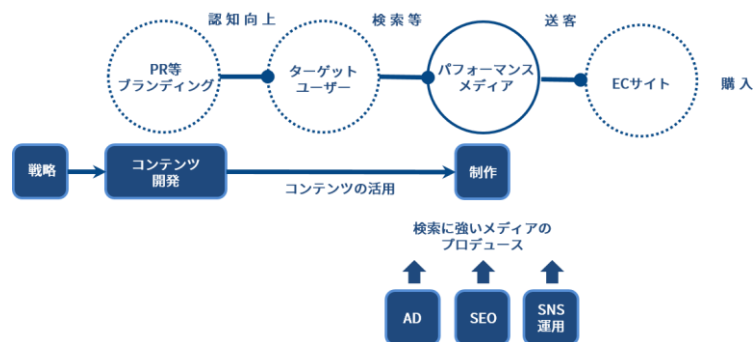 認知向上
検索等
送客
PR等
ブランディング
ターゲット
ユーザー
パフォーマンス
メディア
ECサイト
購入
戦略
コンテンツ
開発
コンテンツの活用
制作
検索に強いメディアの
プロデュース
AD
SEO
SNS
運用